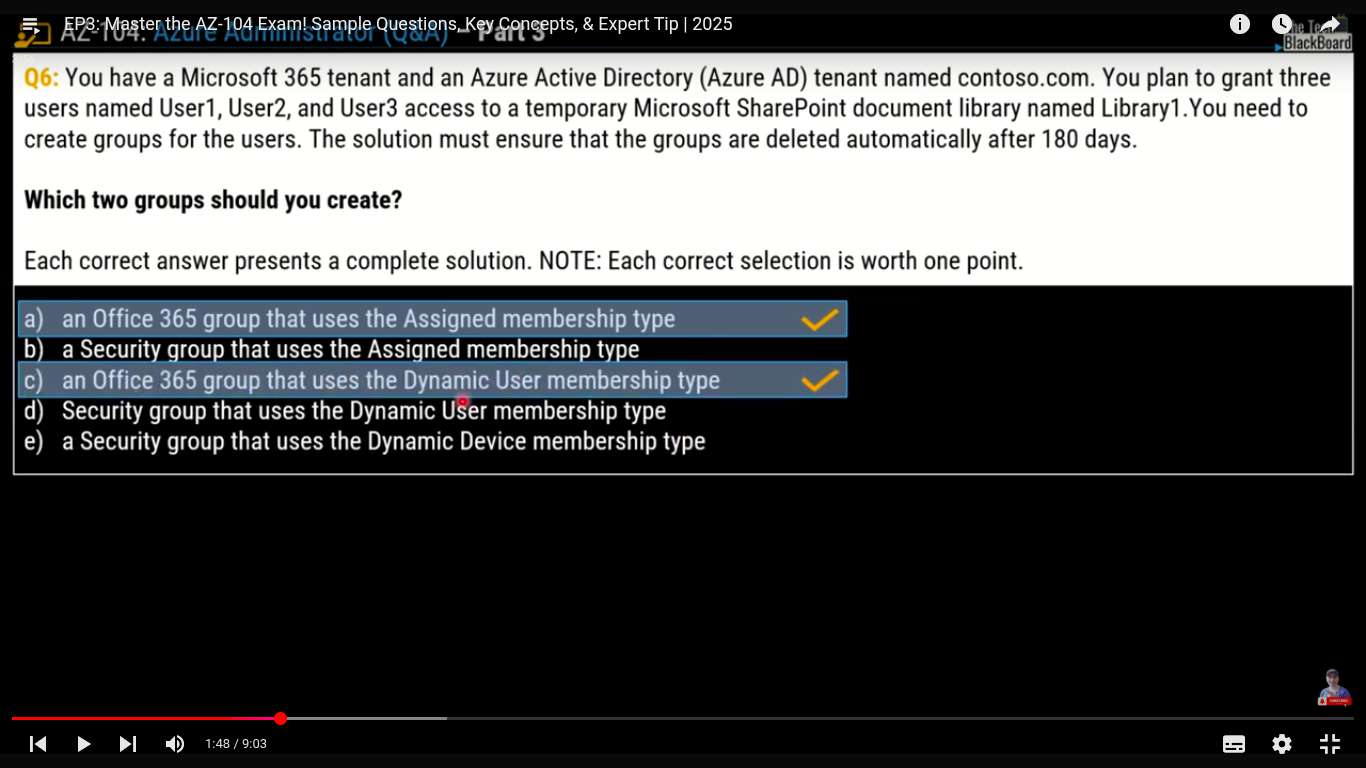 EP3: Master the AZ-104 Exam! Sample Questions, Key Concepts, & Expert Tip | 2025
AZ-104: Azure Administrator (Q&A) – Part 3
The Tech
BlackBoard
Q6: You have a Microsoft 365 tenant and an Azure Active Directory (Azure AD) tenant named contoso.com. You plan to grant three
users named User1, User2, and User3 access to a temporary Microsoft SharePoint document library named Library1.You need to
create groups for the users. The solution must ensure that the groups are deleted automatically after 180 days.
Which two groups should you create?
Each correct answer presents a complete solution. NOTE: Each correct selection is worth one point.
a) an Office 365 group that uses the Assigned membership type
b) a Security group that uses the Assigned membership type
c) an Office 365 group that uses the Dynamic User membership type
d) Security group that uses the Dynamic User membership type
e) a Security group that uses the Dynamic Device membership type
1:48 / 9:03